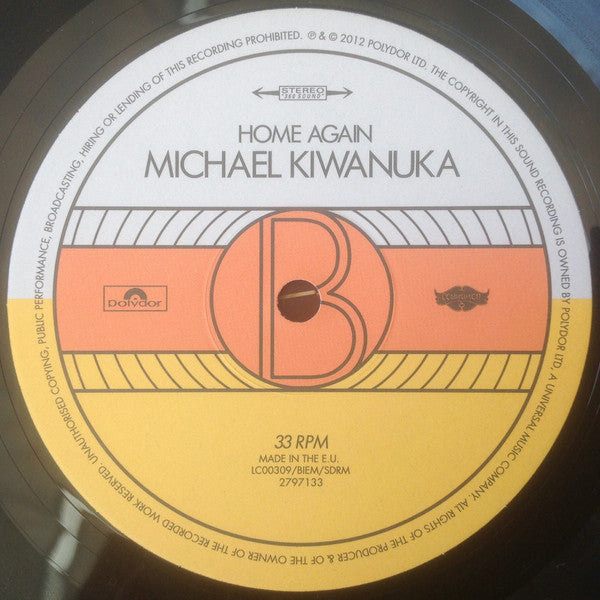 UNAUTHORISED COPYING, PUBLIC PERFORMANCE, BROADCASTING, HIRING OR LENDING OF THIS RECORDING PROHIBITED. ℗ & © 2012 POLYDOR LTD. THE COPYRIGHT IN THIS SOUND RECORDING IS OWNED BY POLYDOR LTD. A UNIVERSAL MUSIC COMPANY. ALL RIGHTS OF THE PRODUCER & OF THE OWNER OF THE RECORDED WORK RESERVED.
STEREO
"360 SOUND"
HOME AGAIN
MICHAEL KIWANUKA
B
polydor
33 RPM
MADE IN THE E.U.
LC00309/BIEM/SDRM
2797133